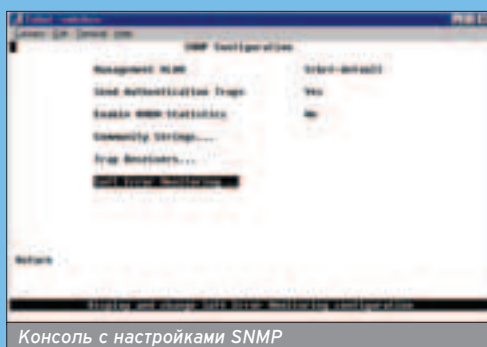 SNMP Configuration
Management VLAN
Send Authentication Traps Yes
Enable RMON Statistics No
Community Strings...
Trap Receivers...
Soft Error Monitoring...
Return
Display and change Soft Error Monitoring configuration
Консоль с настройками SNMP